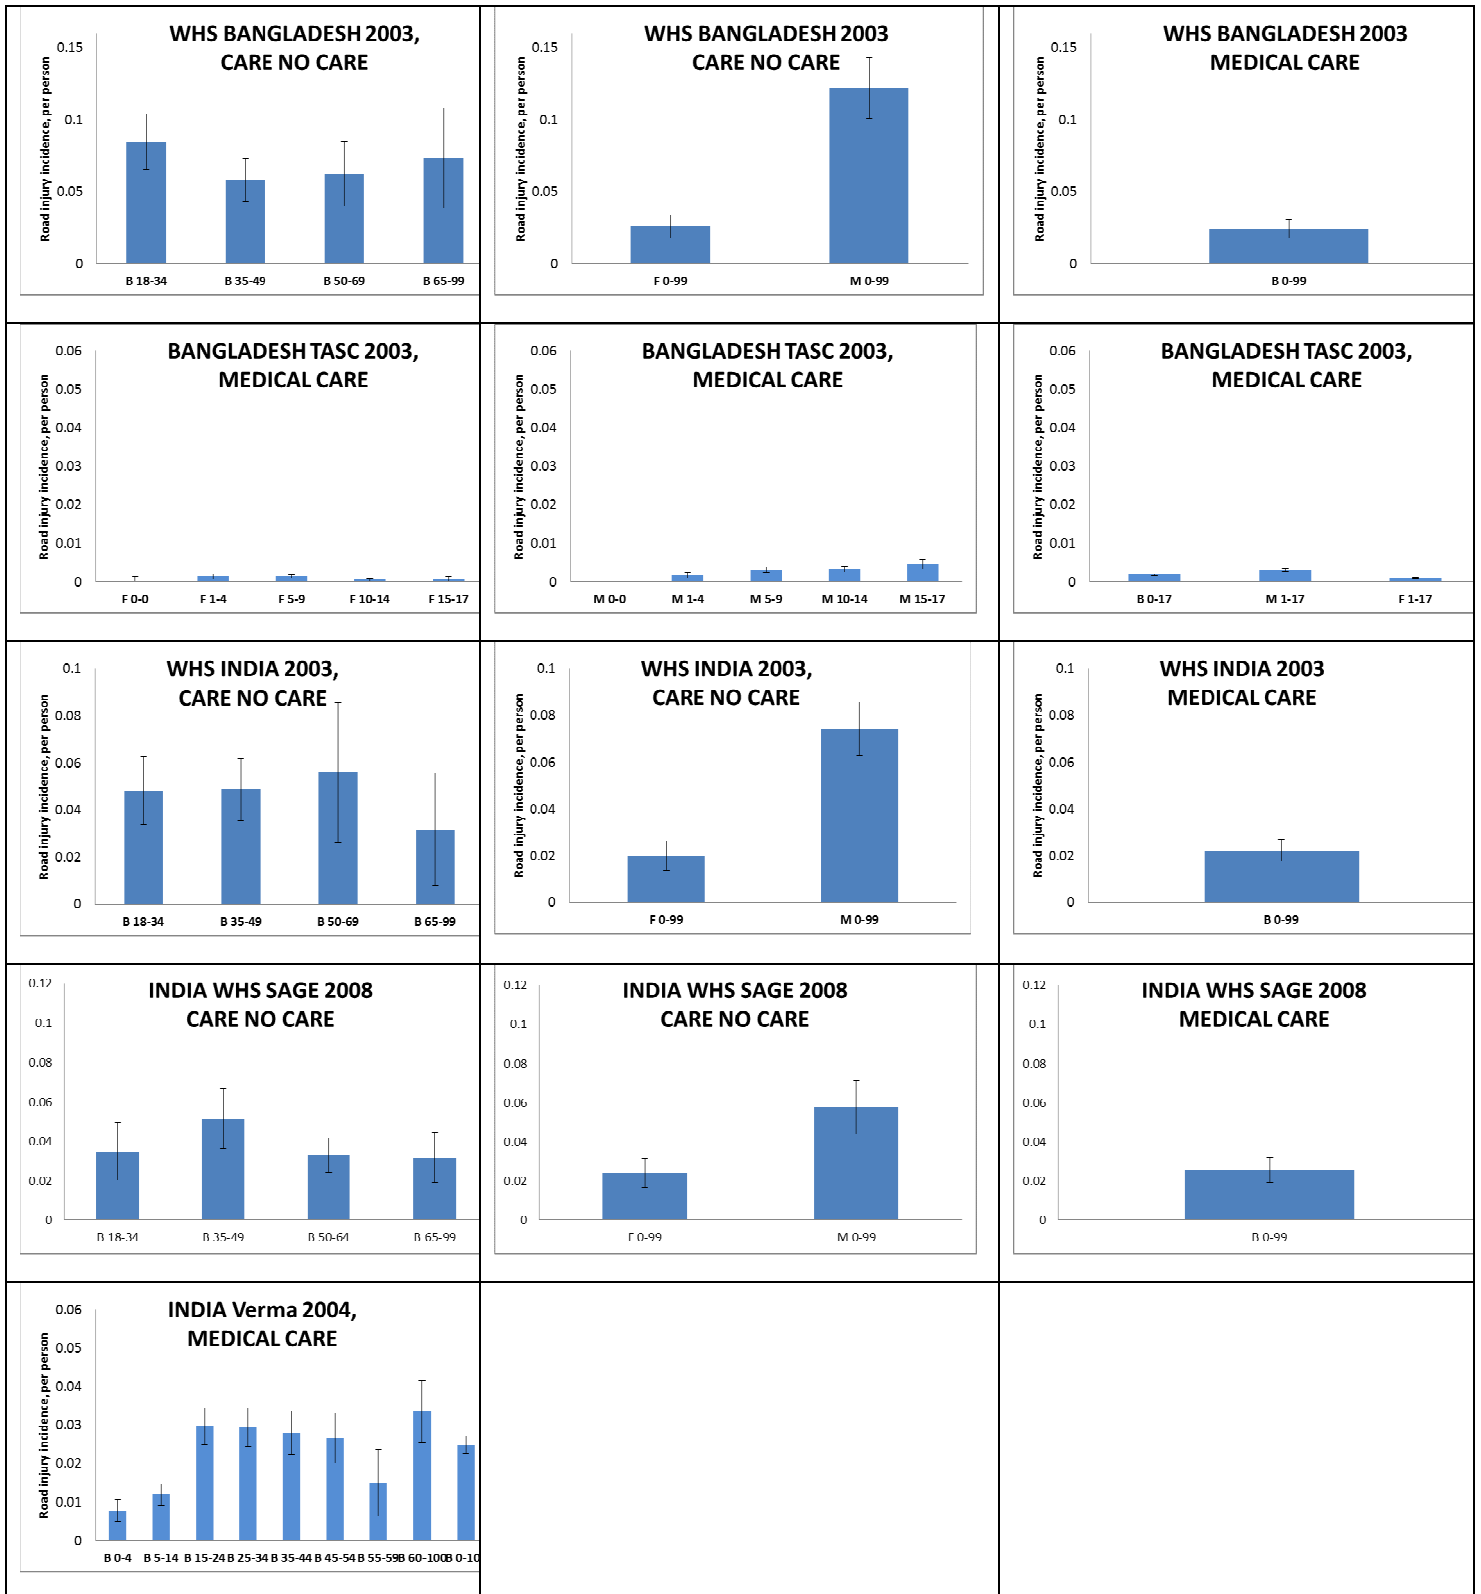 WHS BANGLADESH 2003,
CARE NO CARE
Road injury incidence, per person
0.15
0.1
0.05
0
B 18-34 B 35-49 B 50-69 B 65-99
WHS BANGLADESH 2003
CARE NO CARE
Road injury incidence, per person
0.15
0.1
0.05
0
F 0-99 M 0-99
WHS BANGLADESH 2003
MEDICAL CARE
Road injury incidence, per person
0.15
0.1
0.05
0
B 0-99
BANGLADESH TASC 2003,
MEDICAL CARE
Road injury incidence, per person
0.06
0.05
0.04
0.03
0.02
0.01
0
F 0-0 F 1-4 F 5-9 F 10-14 F 15-17
BANGLADESH TASC 2003,
MEDICAL CARE
Road injury incidence, per person
0.06
0.05
0.04
0.03
0.02
0.01
0
M 0-0 M 1-4 M 5-9 M 10-14 M 15-17
BANGLADESH TASC 2003,
MEDICAL CARE
Road injury incidence, per person
0.06
0.05
0.04
0.03
0.02
0.01
0
B 0-17 M 1-17 F 1-17
WHS INDIA 2003,
CARE NO CARE
Road injury incidence, per person
0.1
0.08
0.06
0.04
0.02
0
B 18-34 B 35-49 B 50-69 B 65-99
WHS INDIA 2003,
CARE NO CARE
Road injury incidence, per person
0.1
0.08
0.06
0.04
0.02
0
F 0-99 M 0-99
WHS INDIA 2003
MEDICAL CARE
Road injury incidence, per person
0.1
0.08
0.06
0.04
0.02
0
B 0-99
INDIA WHS SAGE 2008
CARE NO CARE
0.12
0.1
0.08
0.06
0.04
0.02
0
B 18-34 B 35-49 B 50-64 B 65-99
INDIA WHS SAGE 2008
CARE NO CARE
0.12
0.1
0.08
0.06
0.04
0.02
0
F 0-99 M 0-99
INDIA WHS SAGE 2008
MEDICAL CARE
0.12
0.1
0.08
0.06
0.04
0.02
0
B 0-99
INDIA Verma 2004,
MEDICAL CARE
Road injury incidence, per person
0.06
0.05
0.04
0.03
0.02
0.01
0
B 0-4 B 5-14 B 15-24 B 25-34 B 35-44 B 45-54 B 55-59 B 60-100 B 0-10